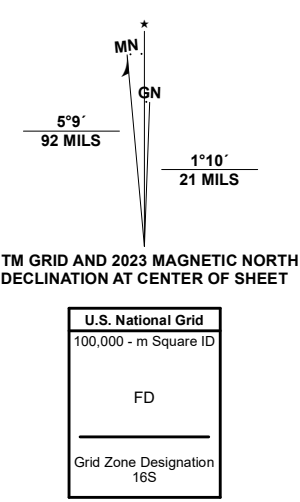 ★
MN
GN
5°9´
92 MILS
1°10´
21 MILS
TM GRID AND 2023 MAGNETIC NORTH
DECLINATION AT CENTER OF SHEET
U.S. National Grid
100,000 - m Square ID
FD
Grid Zone Designation
16S